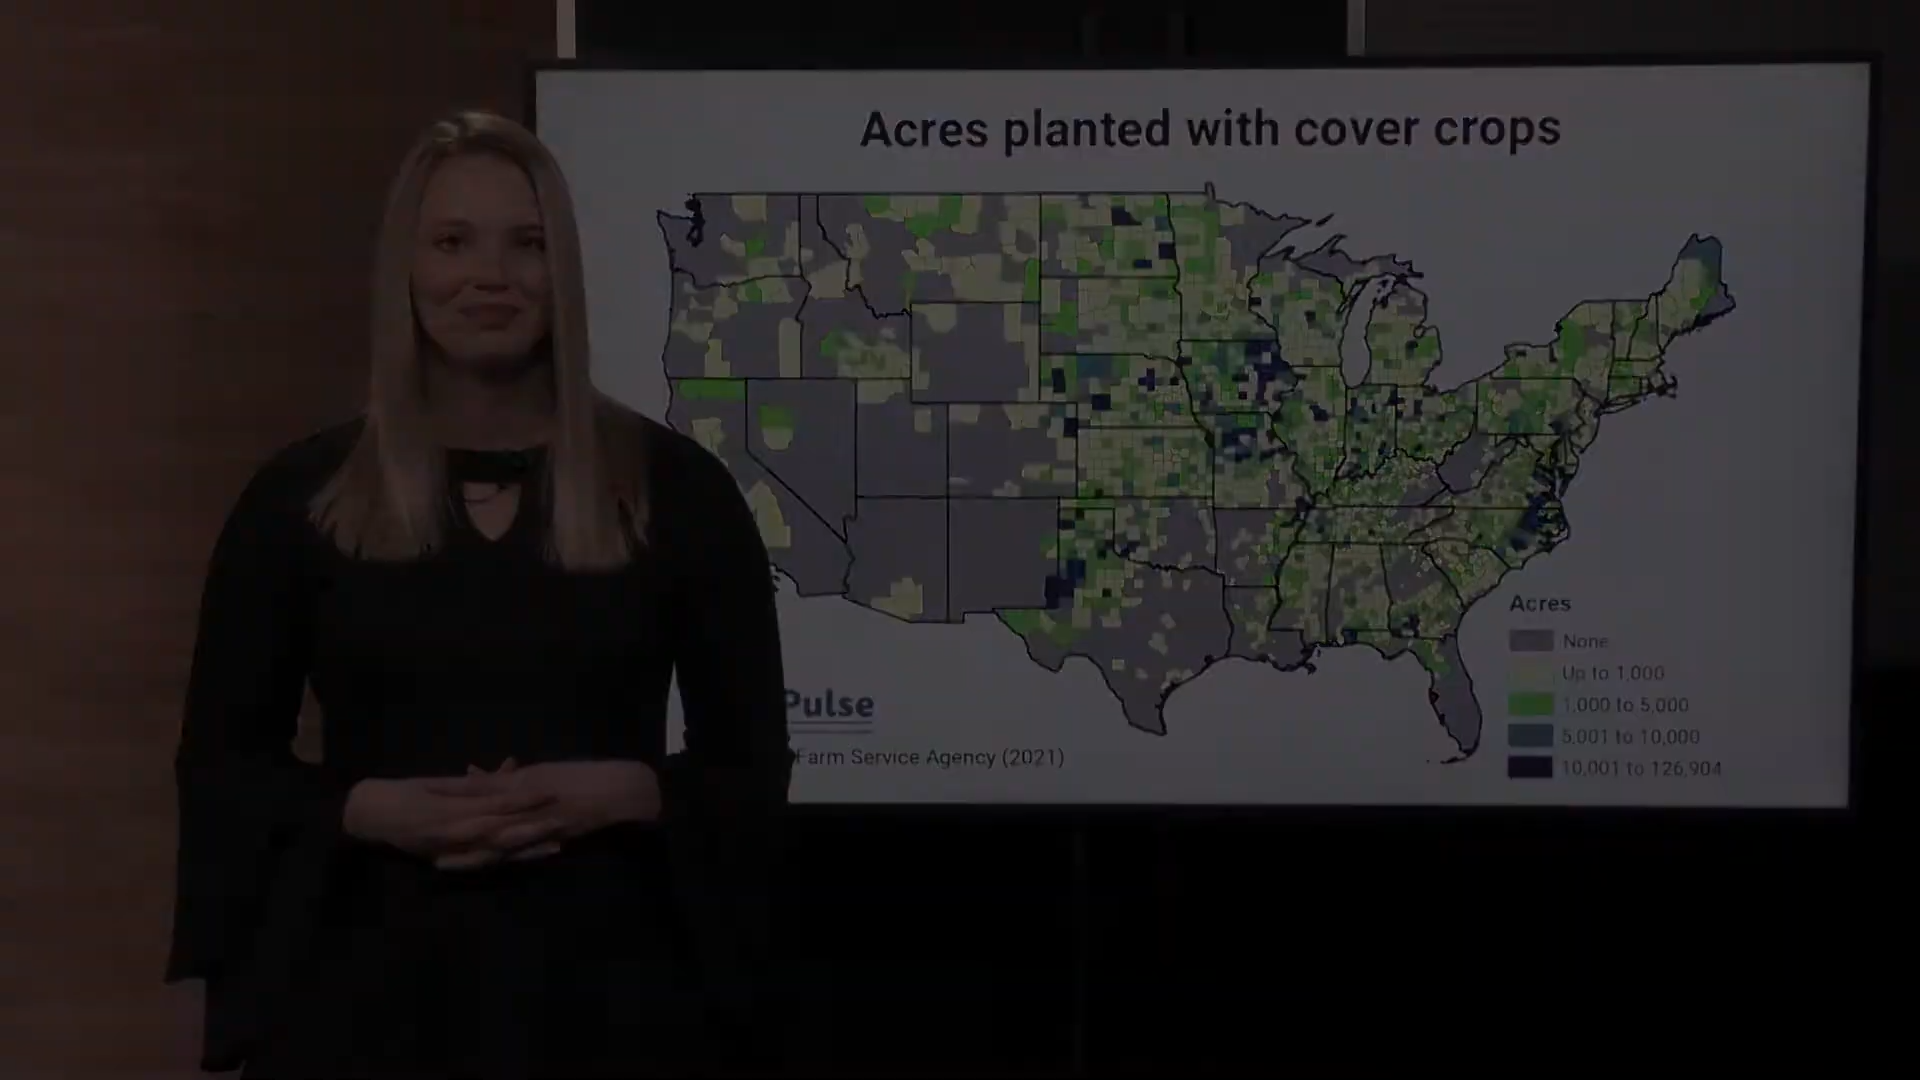 Acres planted with cover crops
Acres
None
Up to 1,000
1,000 to 5,000
5,001 to 10,000
10,001 to 126,904
Pulse
Farm Service Agency (2021)